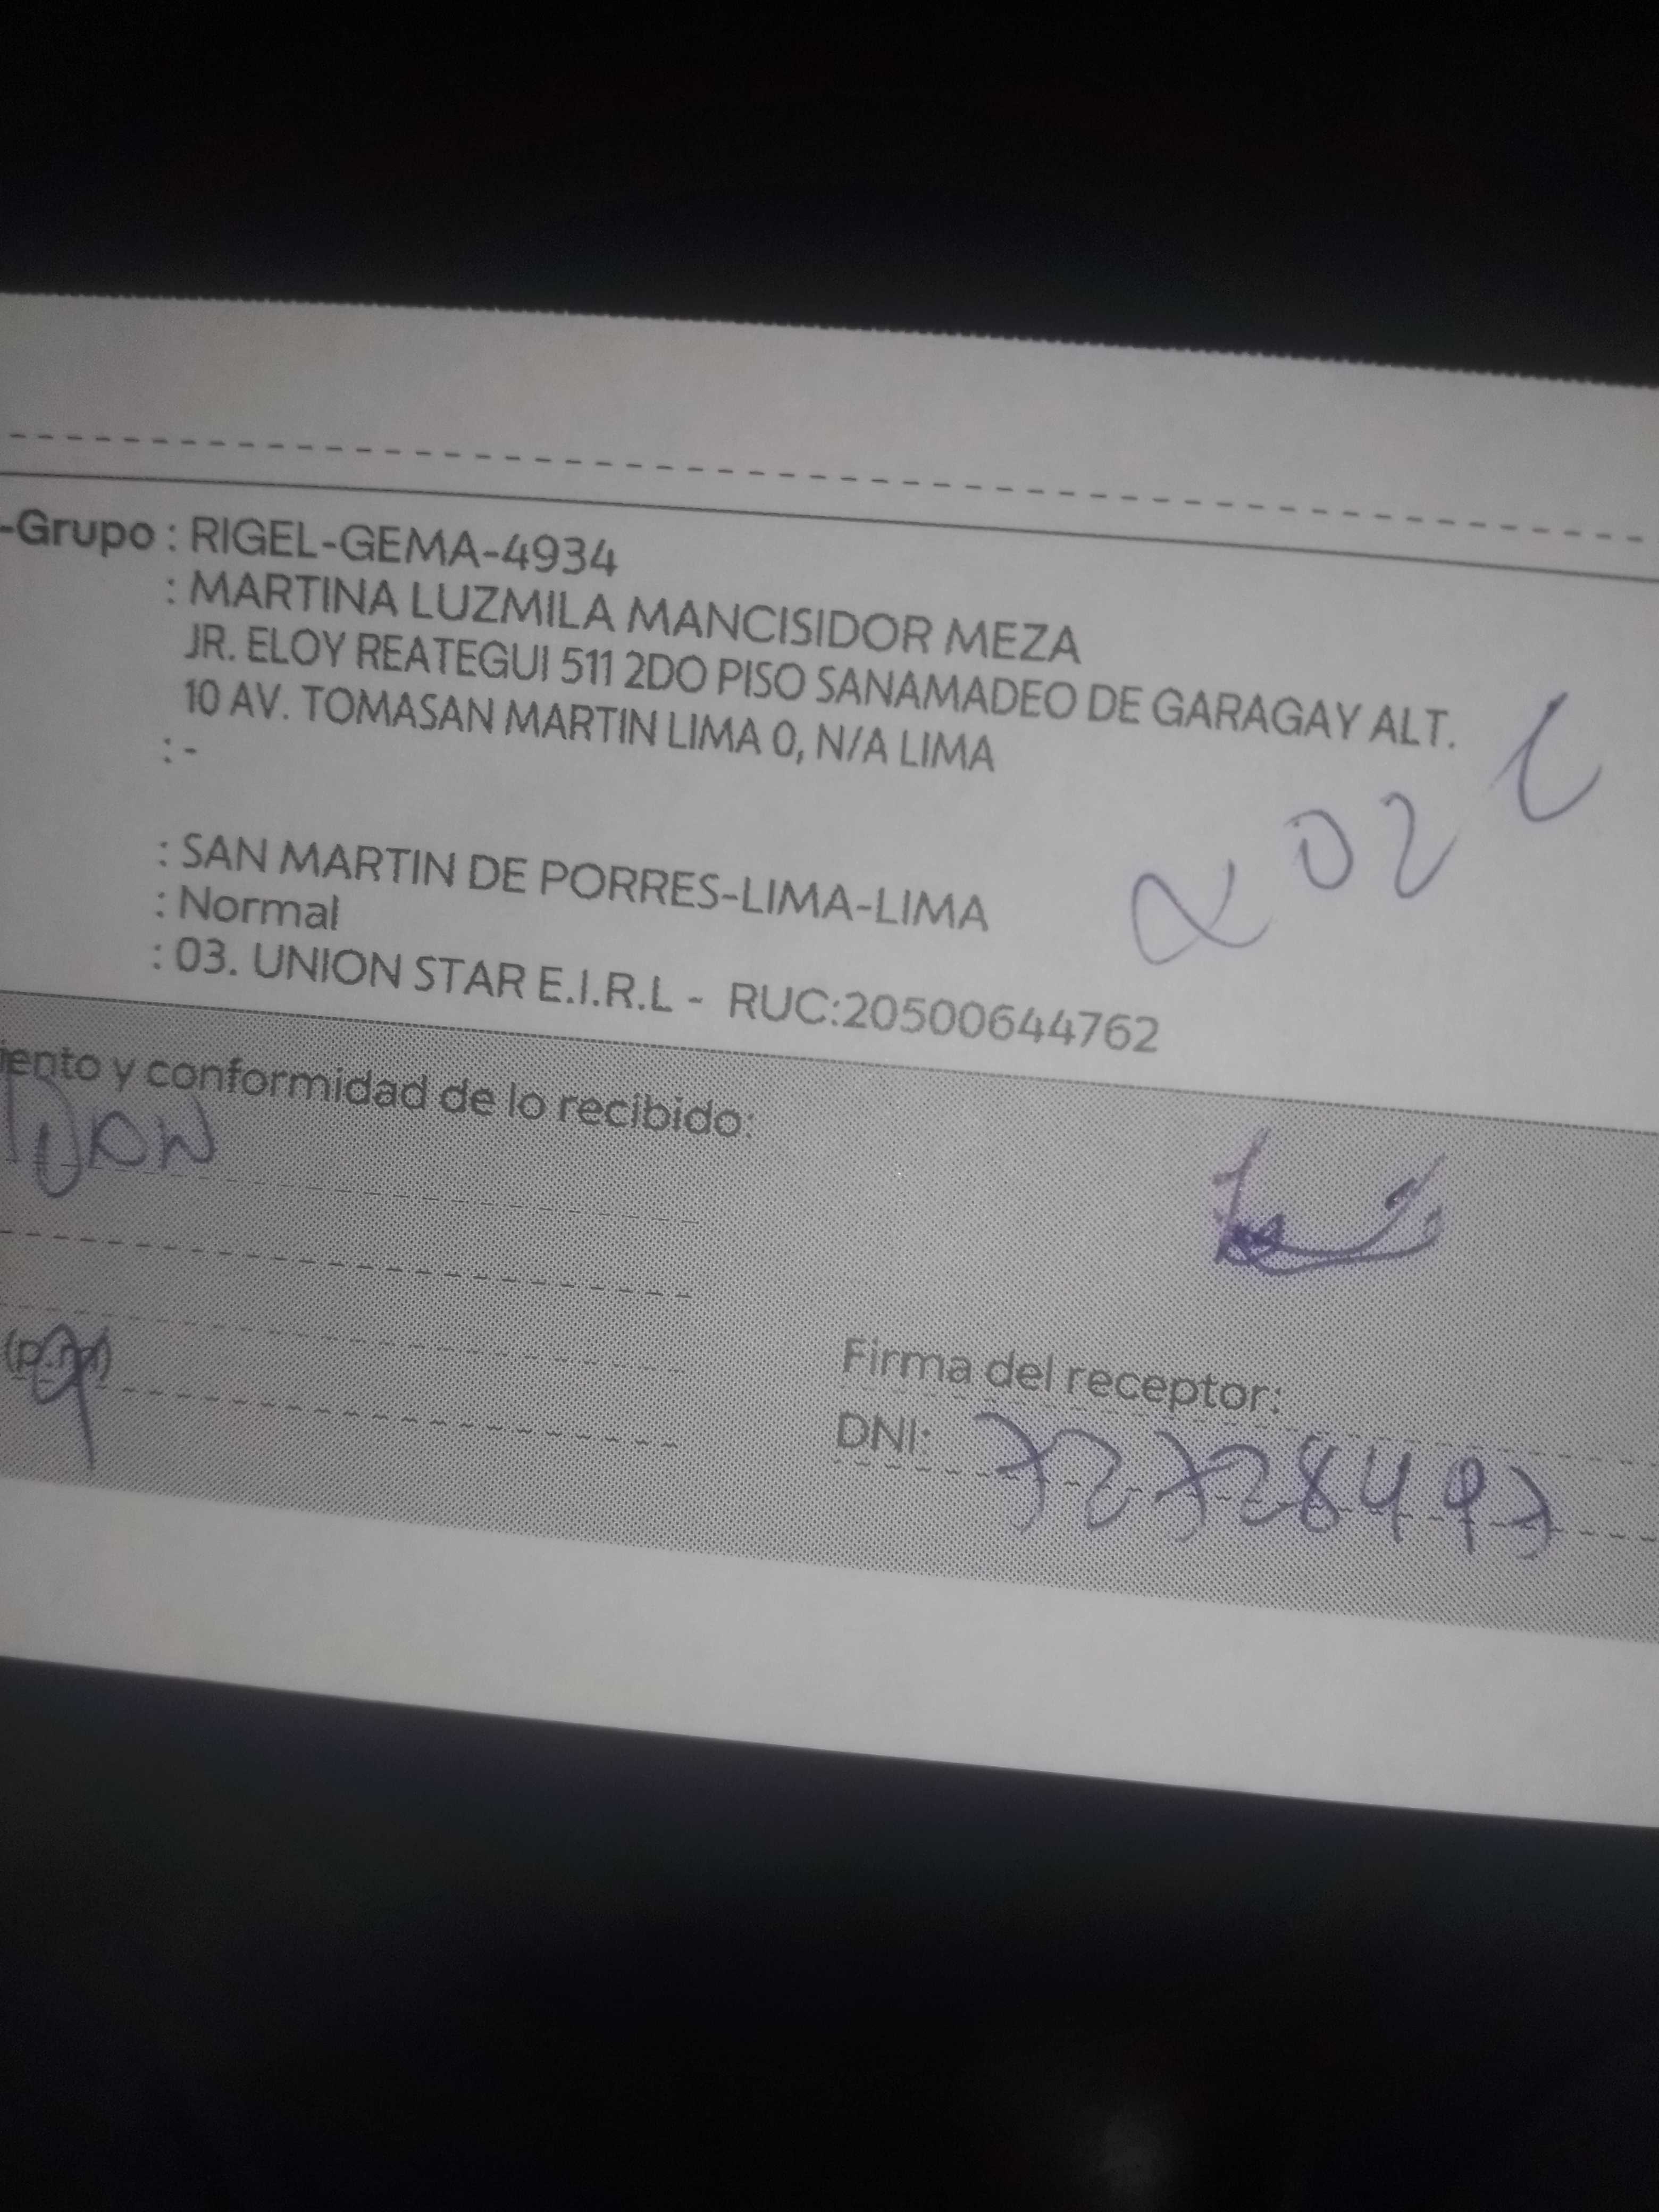 -Grupo : RIGEL-GEMA-4934
: MARTINA LUZMILA MANCISIDOR MEZA
JR. ELOY REATEGUI 511 2DO PISO SANAMADEO DE GARAGAY ALT.
10 AV. TOMASAN MARTIN LIMA 0, N/A LIMA
: -
: SAN MARTIN DE PORRES-LIMA-LIMA
: Normal
: 03. UNION STAR E.I.R.L - RUC:20500644762
iento y conformidad de lo recibido:
(p.m)
Firma del receptor:
DNI: 72728497